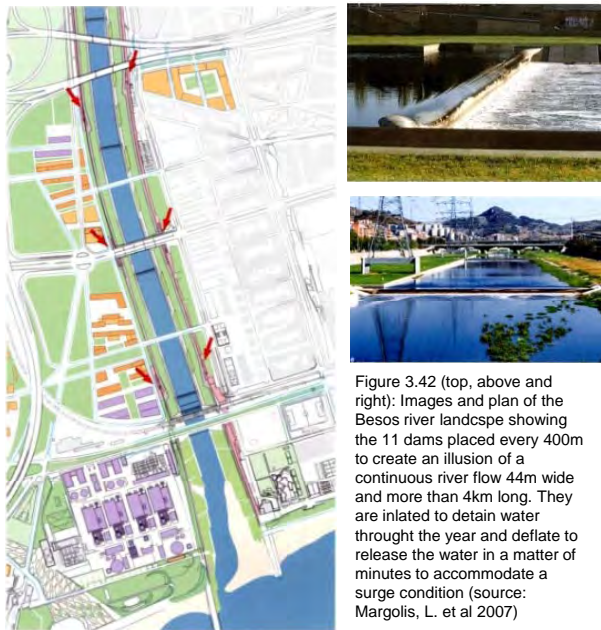 Figure 3.42 (top, above and
right): Images and plan of the
Besos river landcspe showing
the 11 dams placed every 400m
to create an illusion of a
continuous river flow 44m wide
and more than 4km long. They
are inlated to detain water
throught the year and deflate to
release the water in a matter of
minutes to accommodate a
surge condition (source:
Margolis, L. et al 2007)